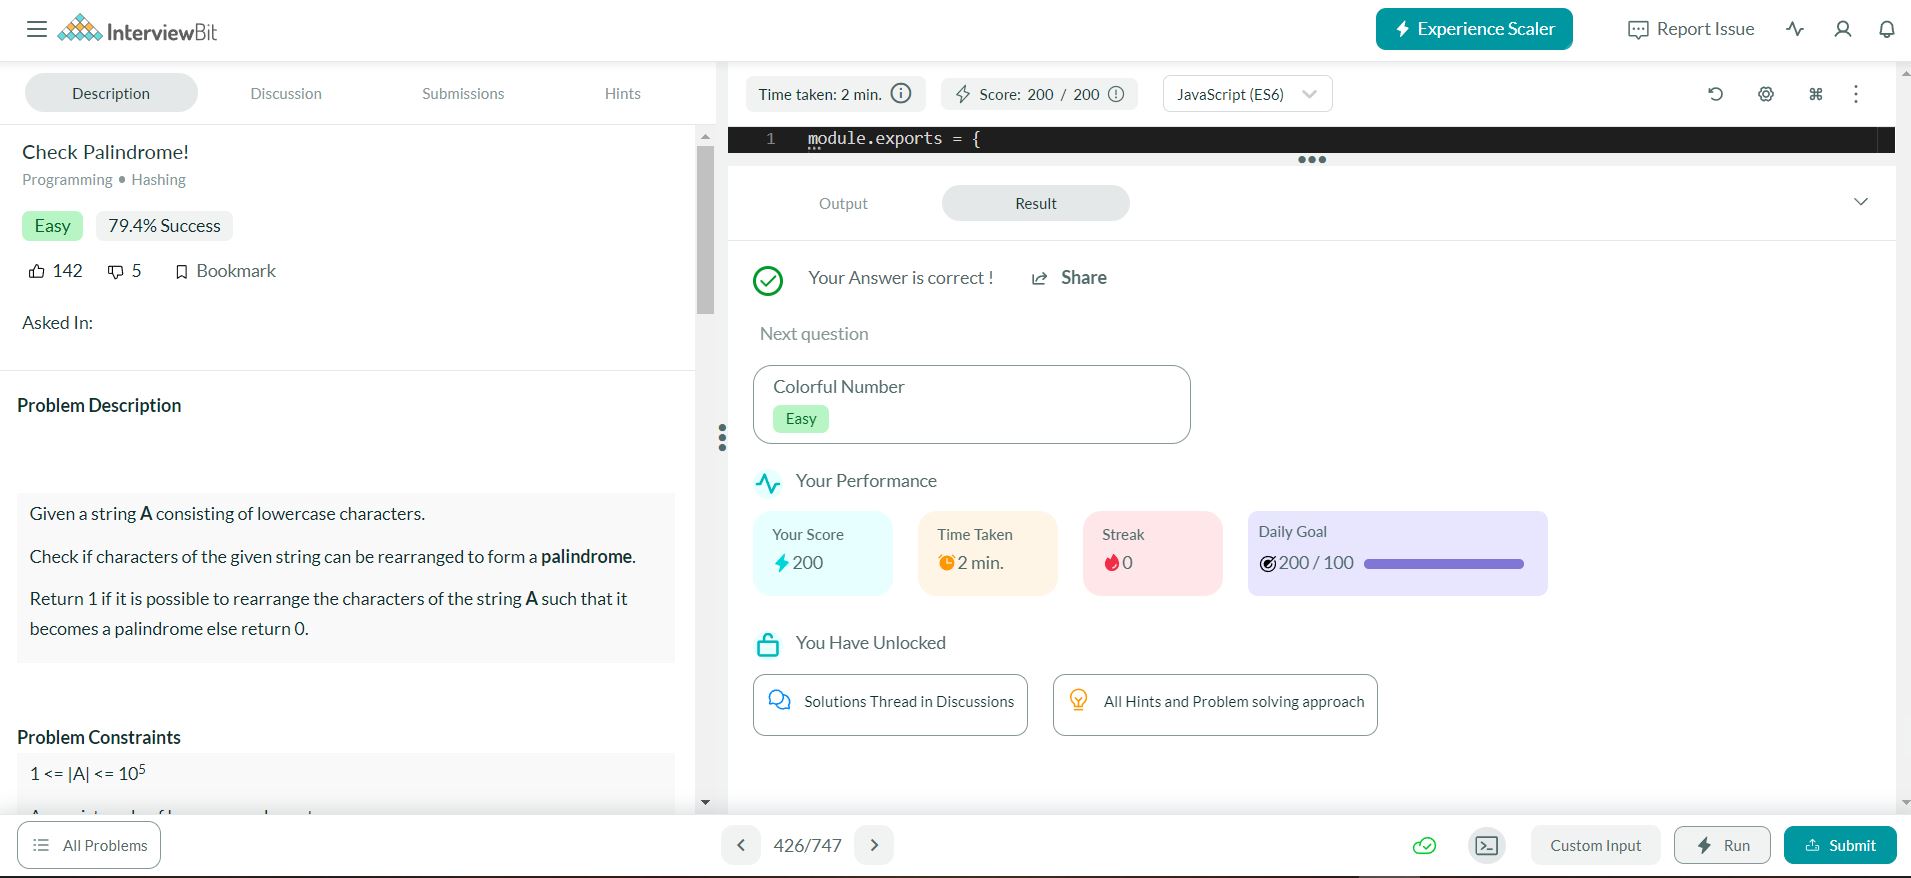 InterviewBit
Experience Scaler
Report Issue
Description
Discussion
Submissions
Hints
Time taken: 2 min.
Score: 200 / 200
JavaScript (ES6)
1 module.exports = {
Check Palindrome!
Programming • Hashing
Easy
79.4% Success
142
5
Bookmark
Asked In:
Problem Description
Given a string A consisting of lowercase characters.
Check if characters of the given string can be rearranged to form a palindrome.
Return 1 if it is possible to rearrange the characters of the string A such that it
becomes a palindrome else return 0.
Problem Constraints
1 <= |A| <= 10⁵
Output
Result
Your Answer is correct !
Share
Next question
Colorful Number
Easy
Your Performance
Your Score
200
Time Taken
2 min.
Streak
0
Daily Goal
200 / 100
You Have Unlocked
Solutions Thread in Discussions
All Hints and Problem solving approach
All Problems
426/747
Custom Input
Run
Submit